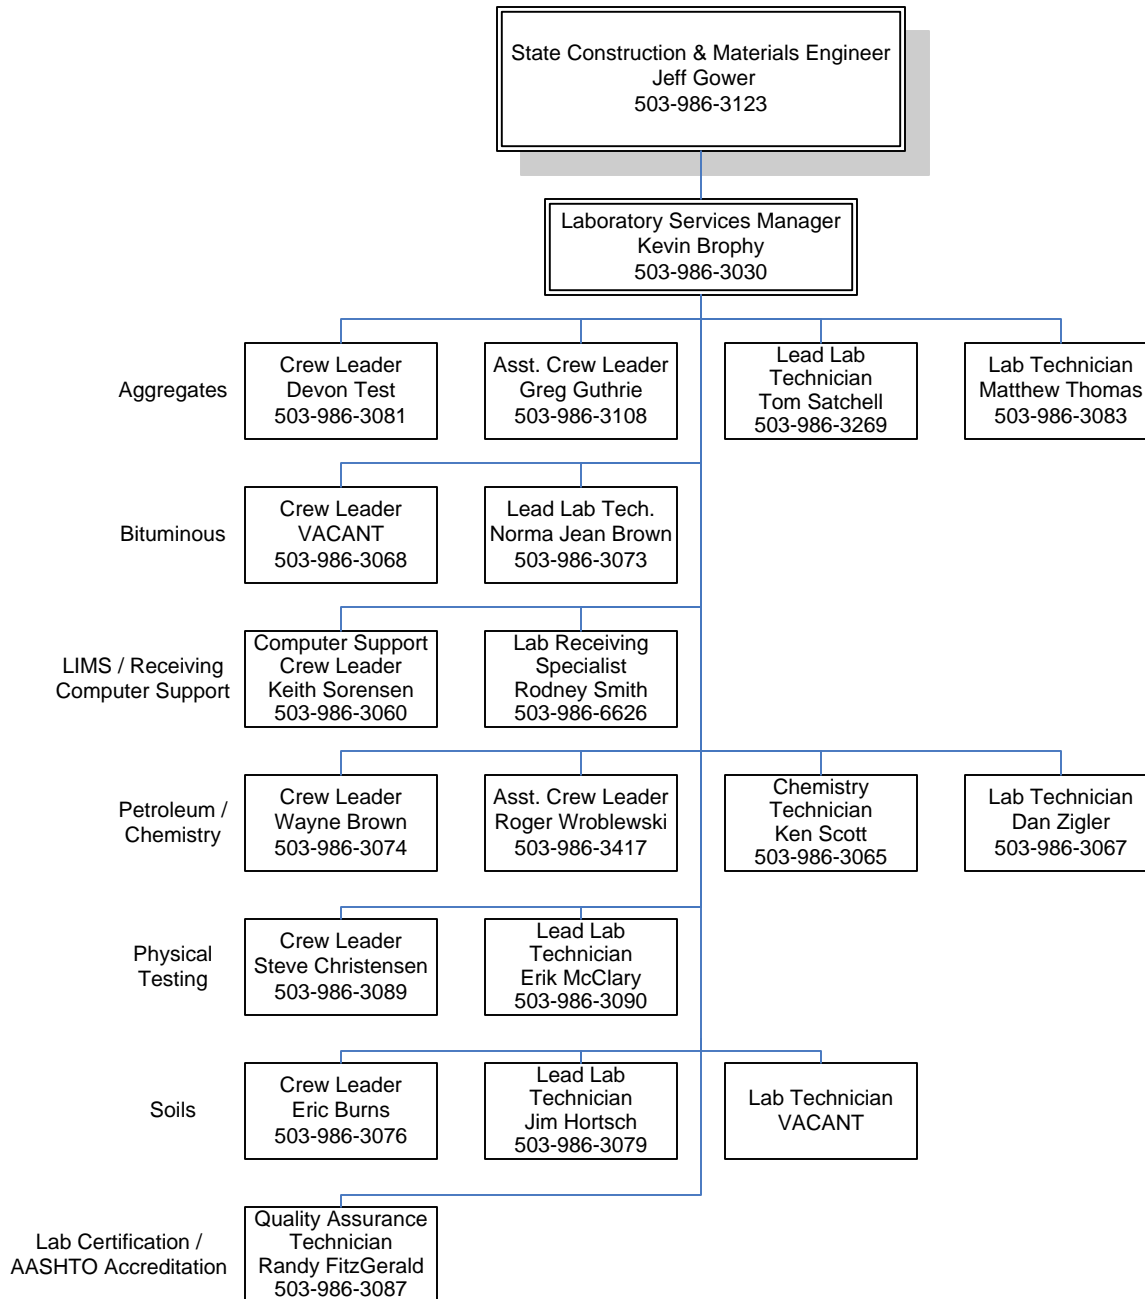 State Construction & Materials Engineer
Jeff Gower
503-986-3123
Laboratory Services Manager
Kevin Brophy
503-986-3030
Aggregates
Crew Leader
Devon Test
503-986-3081
Asst. Crew Leader
Greg Guthrie
503-986-3108
Lead Lab
Technician
Tom Satchell
503-986-3269
Lab Technician
Matthew Thomas
503-986-3083
Bituminous
Crew Leader
VACANT
503-986-3068
Lead Lab Tech.
Norma Jean Brown
503-986-3073
LIMS / Receiving
Computer Support
Computer Support
Crew Leader
Keith Sorensen
503-986-3060
Lab Receiving
Specialist
Rodney Smith
503-986-6626
Petroleum /
Chemistry
Crew Leader
Wayne Brown
503-986-3074
Asst. Crew Leader
Roger Wroblewski
503-986-3417
Chemistry
Technician
Ken Scott
503-986-3065
Lab Technician
Dan Zigler
503-986-3067
Physical
Testing
Crew Leader
Steve Christensen
503-986-3089
Lead Lab
Technician
Erik McClary
503-986-3090
Soils
Crew Leader
Eric Burns
503-986-3076
Lead Lab
Technician
Jim Hortsch
503-986-3079
Lab Technician
VACANT
Lab Certification /
AASHTO Accreditation
Quality Assurance
Technician
Randy FitzGerald
503-986-3087